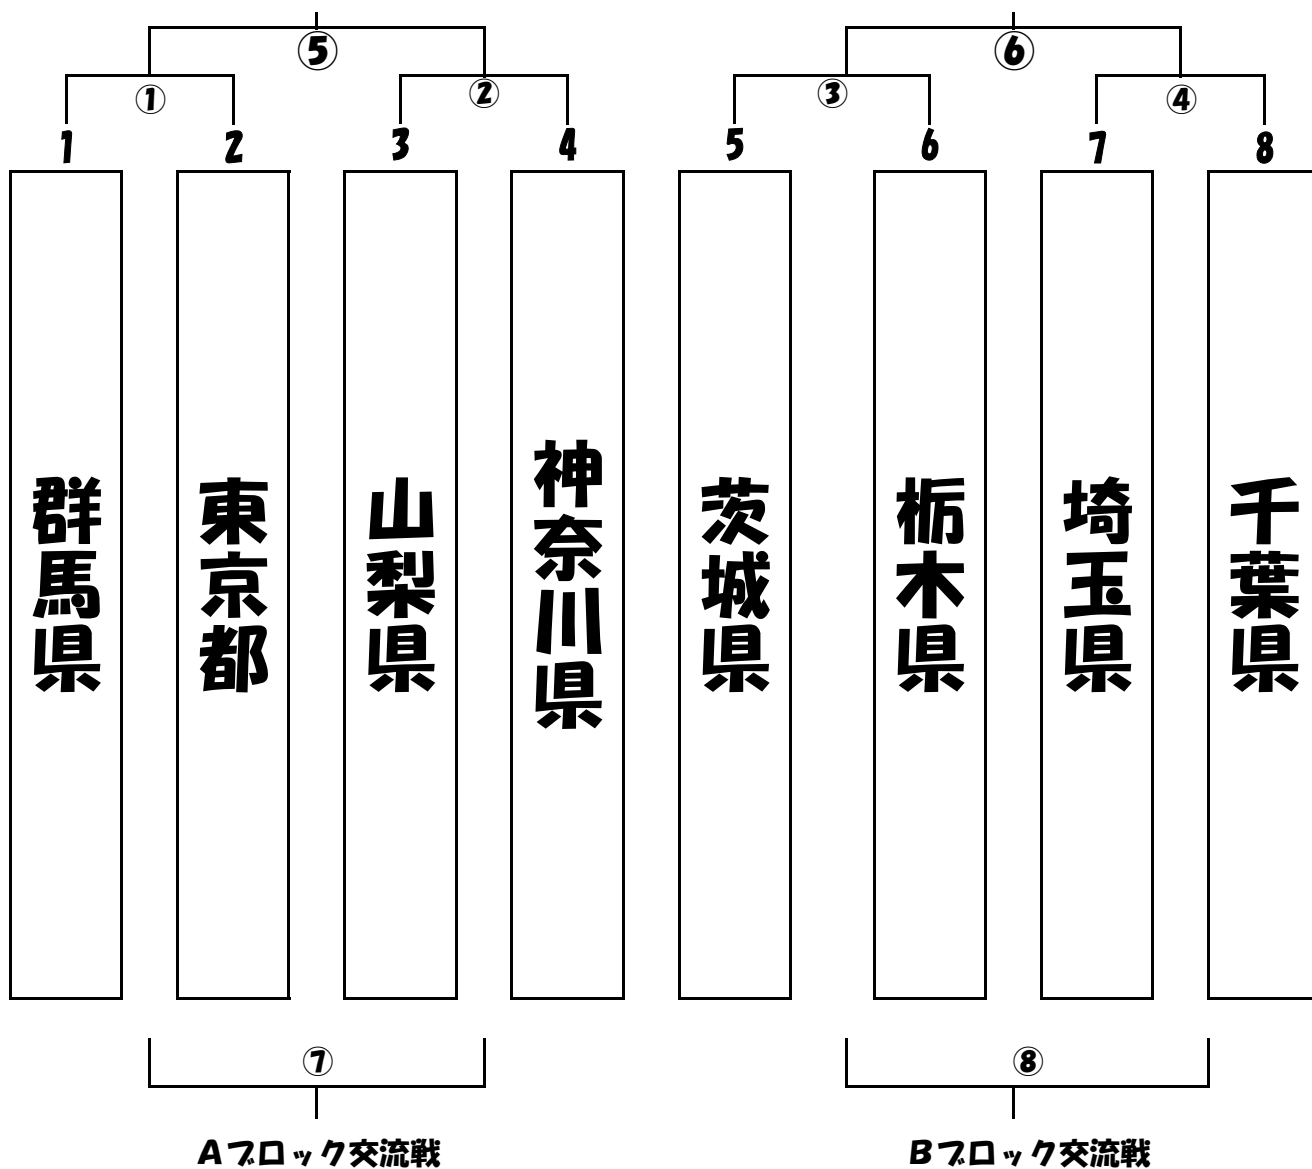 ⑤ ⑥
① ② ③ ④
1 2 3 4 5 6 7 8
群馬県
東京都
山梨県
神奈川県
茨城県
栃木県
埼玉県
千葉県
⑦ ⑧
Aブロック交流戦 Bブロック交流戦